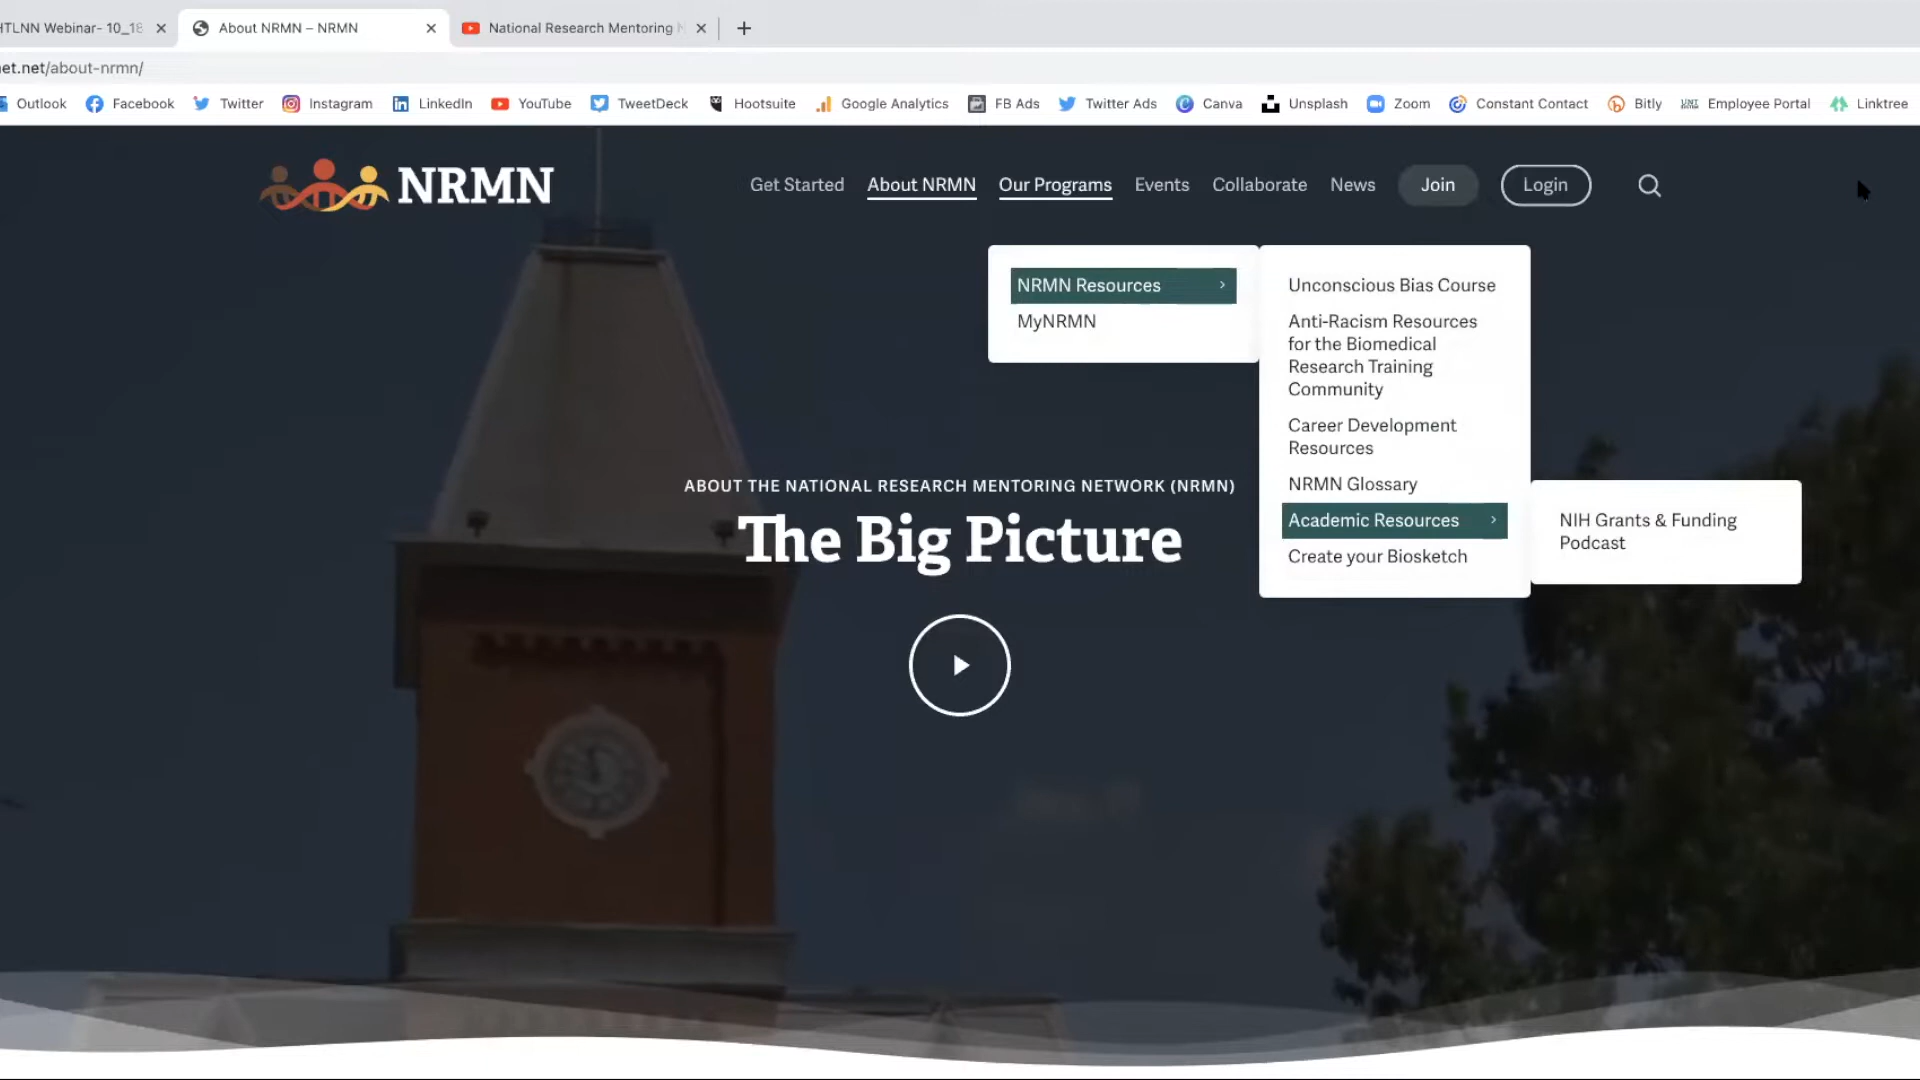 HTLNN Webinar- 10_18
About NRMN – NRMN
National Research Mentoring N
et.net/about-nrmn/
Outlook Facebook Twitter Instagram LinkedIn YouTube TweetDeck Hootsuite Google Analytics FB Ads Twitter Ads Canva Unsplash Zoom Constant Contact Bitly Employee Portal Linktree
NRMN
Get Started About NRMN Our Programs Events Collaborate News Join Login
NRMN Resources
MyNRMN
Unconscious Bias Course
Anti-Racism Resources
for the Biomedical
Research Training
Community
Career Development
Resources
NRMN Glossary
Academic Resources
Create your Biosketch
NIH Grants & Funding
Podcast
ABOUT THE NATIONAL RESEARCH MENTORING NETWORK (NRMN)
The Big Picture